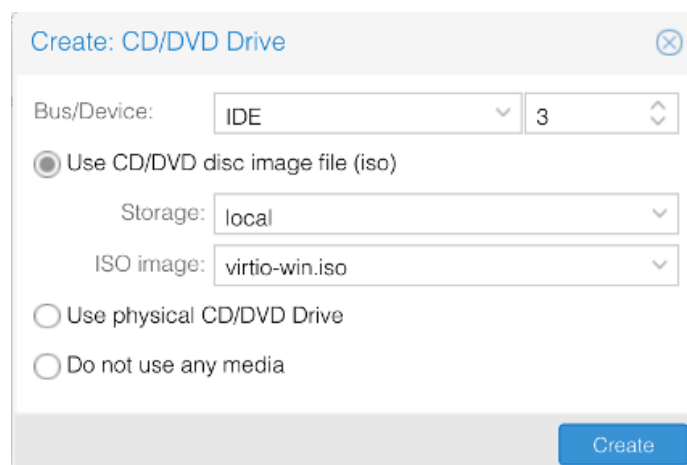 Create: CD/DVD Drive
Bus/Device: IDE 3
Use CD/DVD disc image file (iso)
Storage: local
ISO image: virtio-win.iso
Use physical CD/DVD Drive
Do not use any media
Create